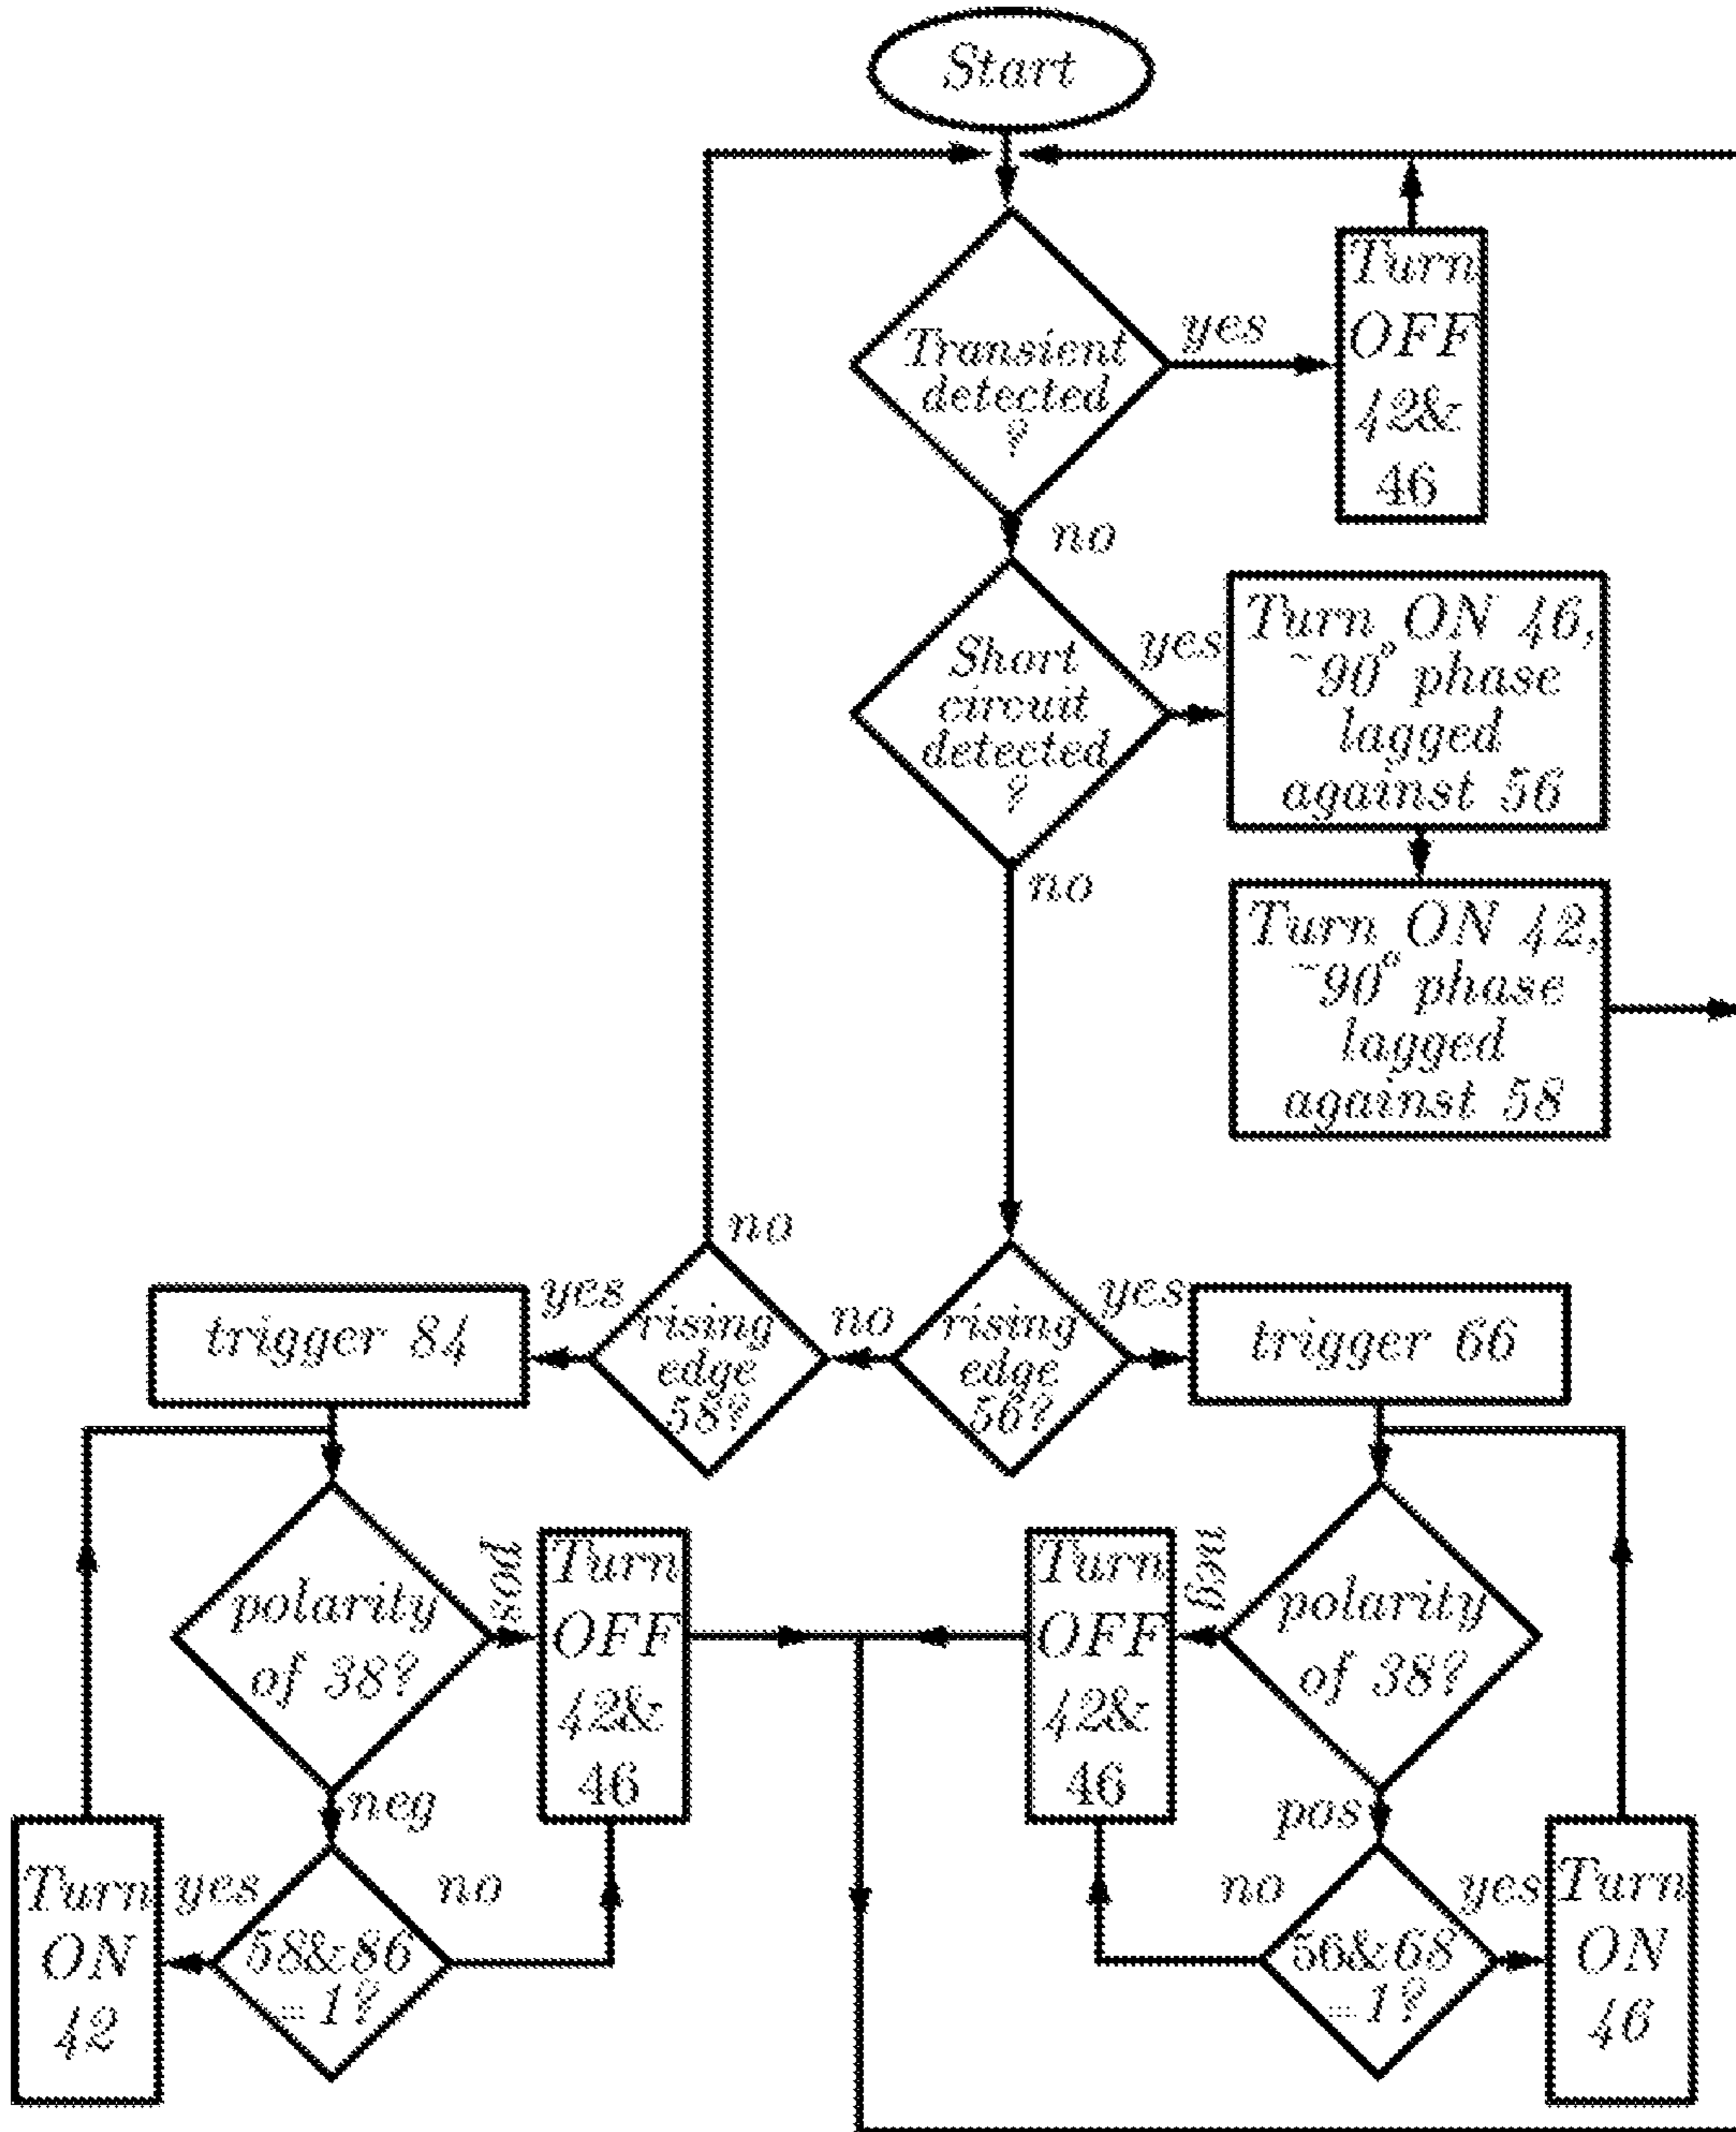 Start
Transient
detected
?
yes
Turn
OFF
42&
46
no
Short
circuit
detected
?
yes
Turn ON 46,
~90° phase
lagged
against 56
no
Turn ON 42,
~90° phase
lagged
against 58
no
trigger 84
yes
rising
edge
58?
no
rising
edge
56?
yes
trigger 66
polarity
of 38?
pos
Turn
OFF
42&
46
Turn
OFF
42&
46
neg
polarity
of 38?
neg
pos
Turn
ON
42
yes
58&86
=1?
no
no
56&68
=1?
yes
Turn
ON
46